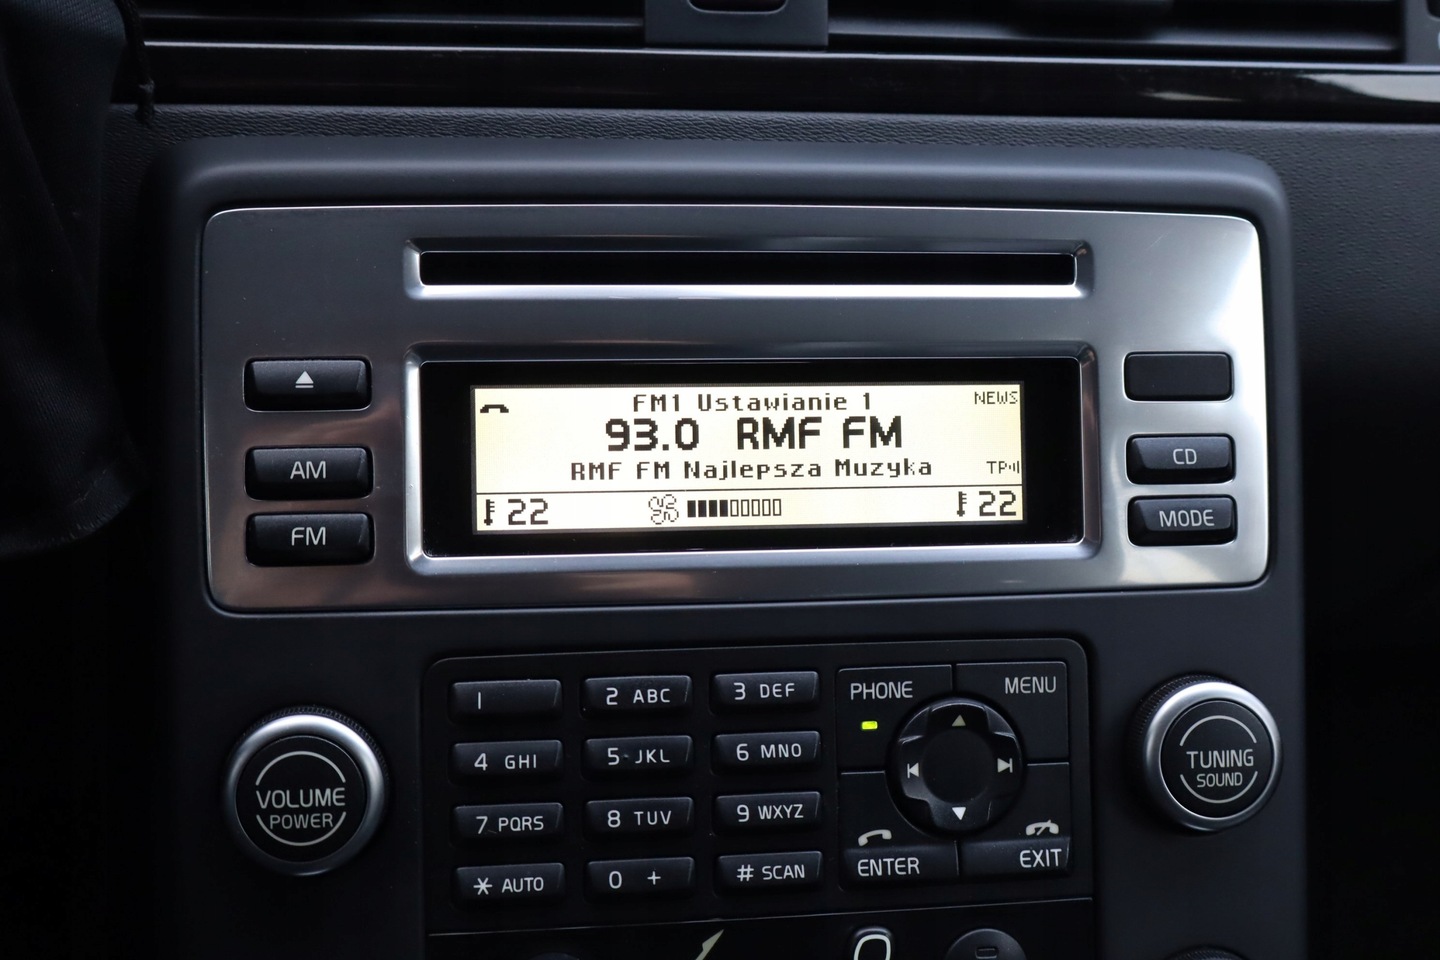 FM1 Ustawianie 1
NEWS
93.0 RMF FM
RMF FM Najlepsza Muzyka
TP
22
22
AM
FM
CD
MODE
1
2 ABC
3 DEF
4 GHI
5 JKL
6 MNO
7 PQRS
8 TUV
9 WXYZ
* AUTO
0 +
# SCAN
PHONE
MENU
ENTER
EXIT
VOLUME
POWER
TUNING
SOUND